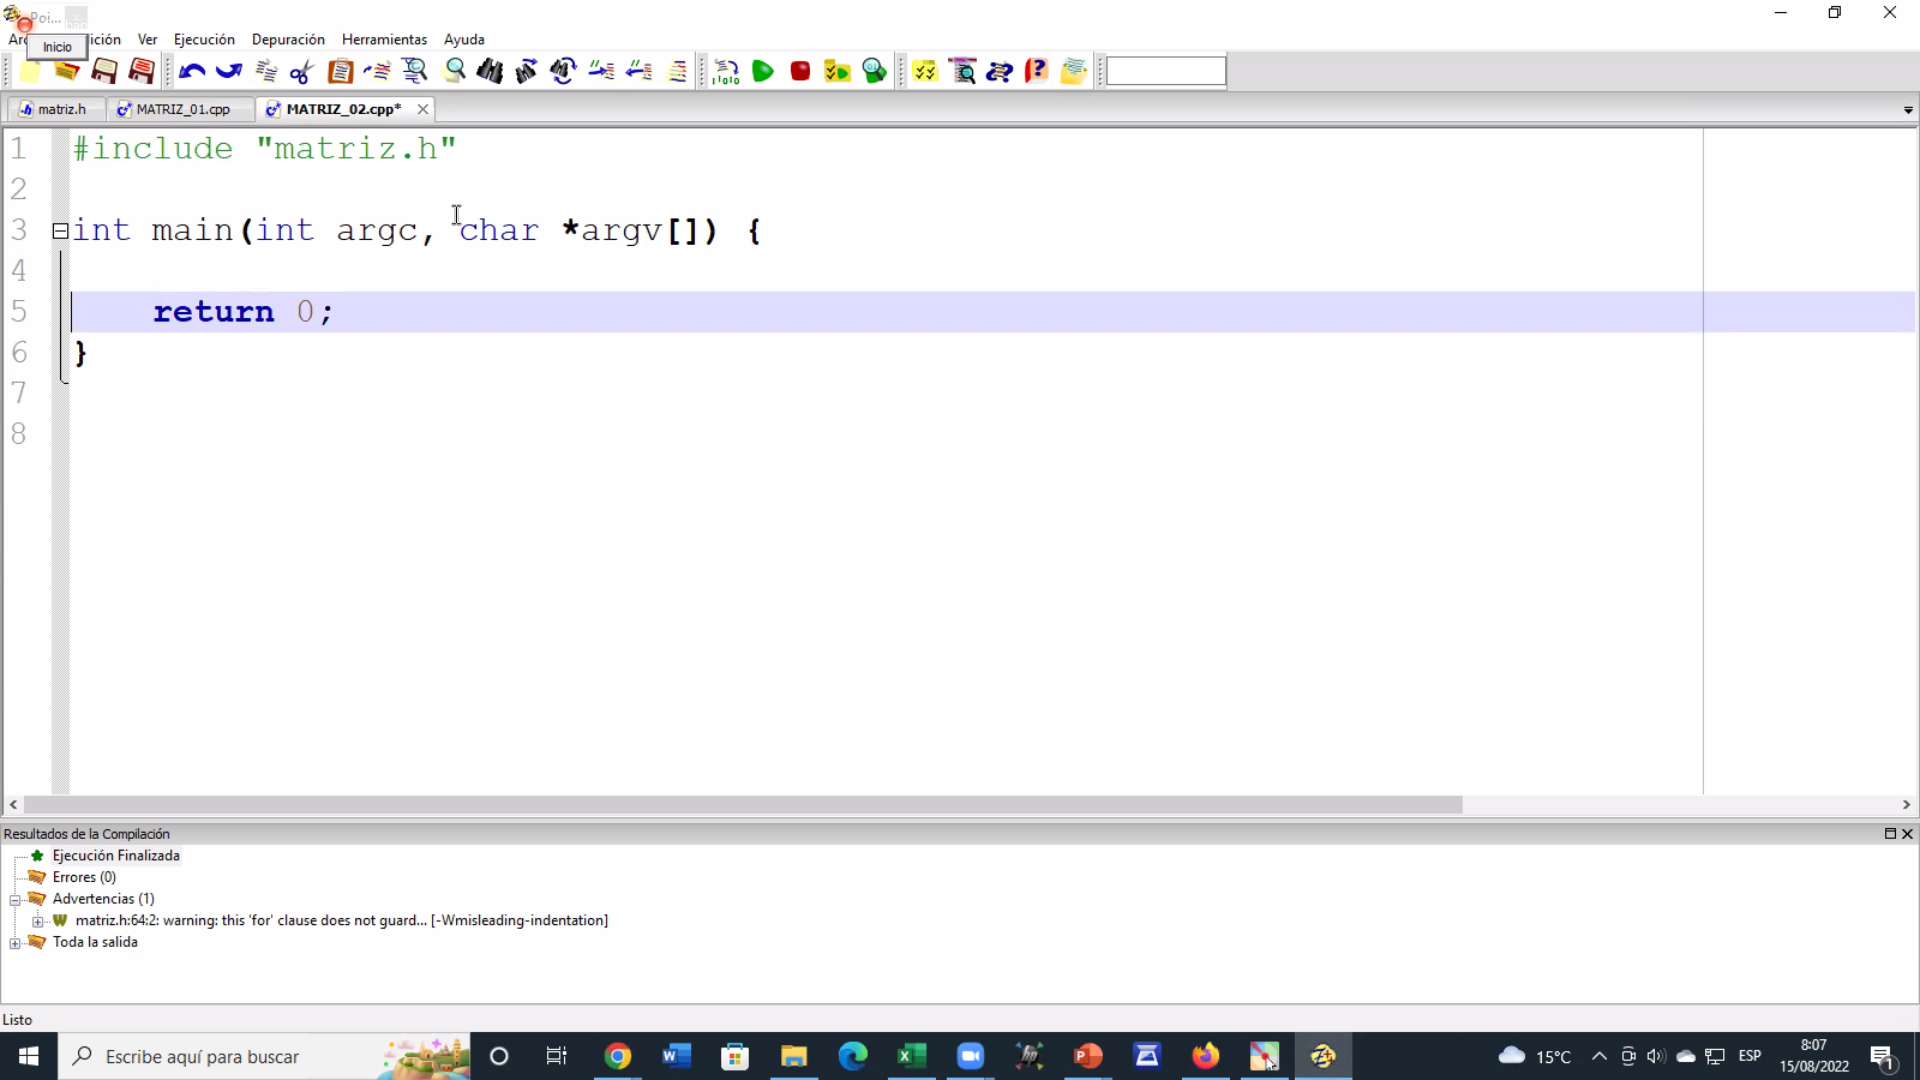 Poi...
Inicio
ición Ver Ejecución Depuración Herramientas Ayuda
matriz.h MATRIZ_01.cpp MATRIZ_02.cpp*
1 #include "matriz.h"
2
3 int main(int argc, char *argv[]) {
4
5 return 0;
6 }
7
8
Resultados de la Compilación
Ejecución Finalizada
Errores (0)
Advertencias (1)
matriz.h:64:2: warning: this 'for' clause does not guard... [-Wmisleading-indentation]
Toda la salida
Listo
Escribe aquí para buscar
15°C
ESP
8:07
15/08/2022
1